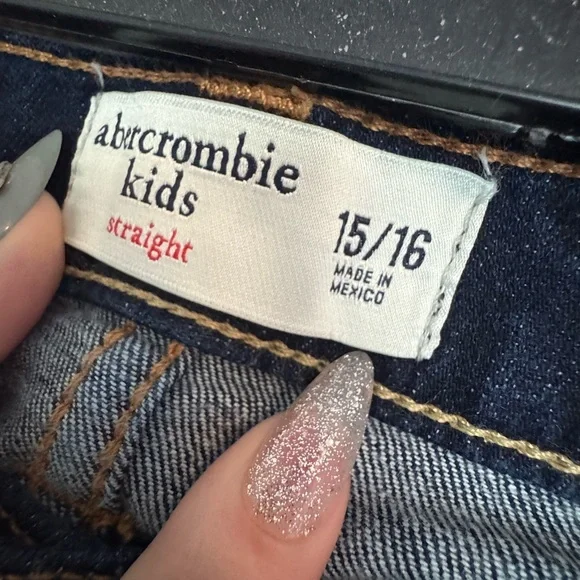 abercrombie
kids
straight
15/16
MADE IN
MEXICO